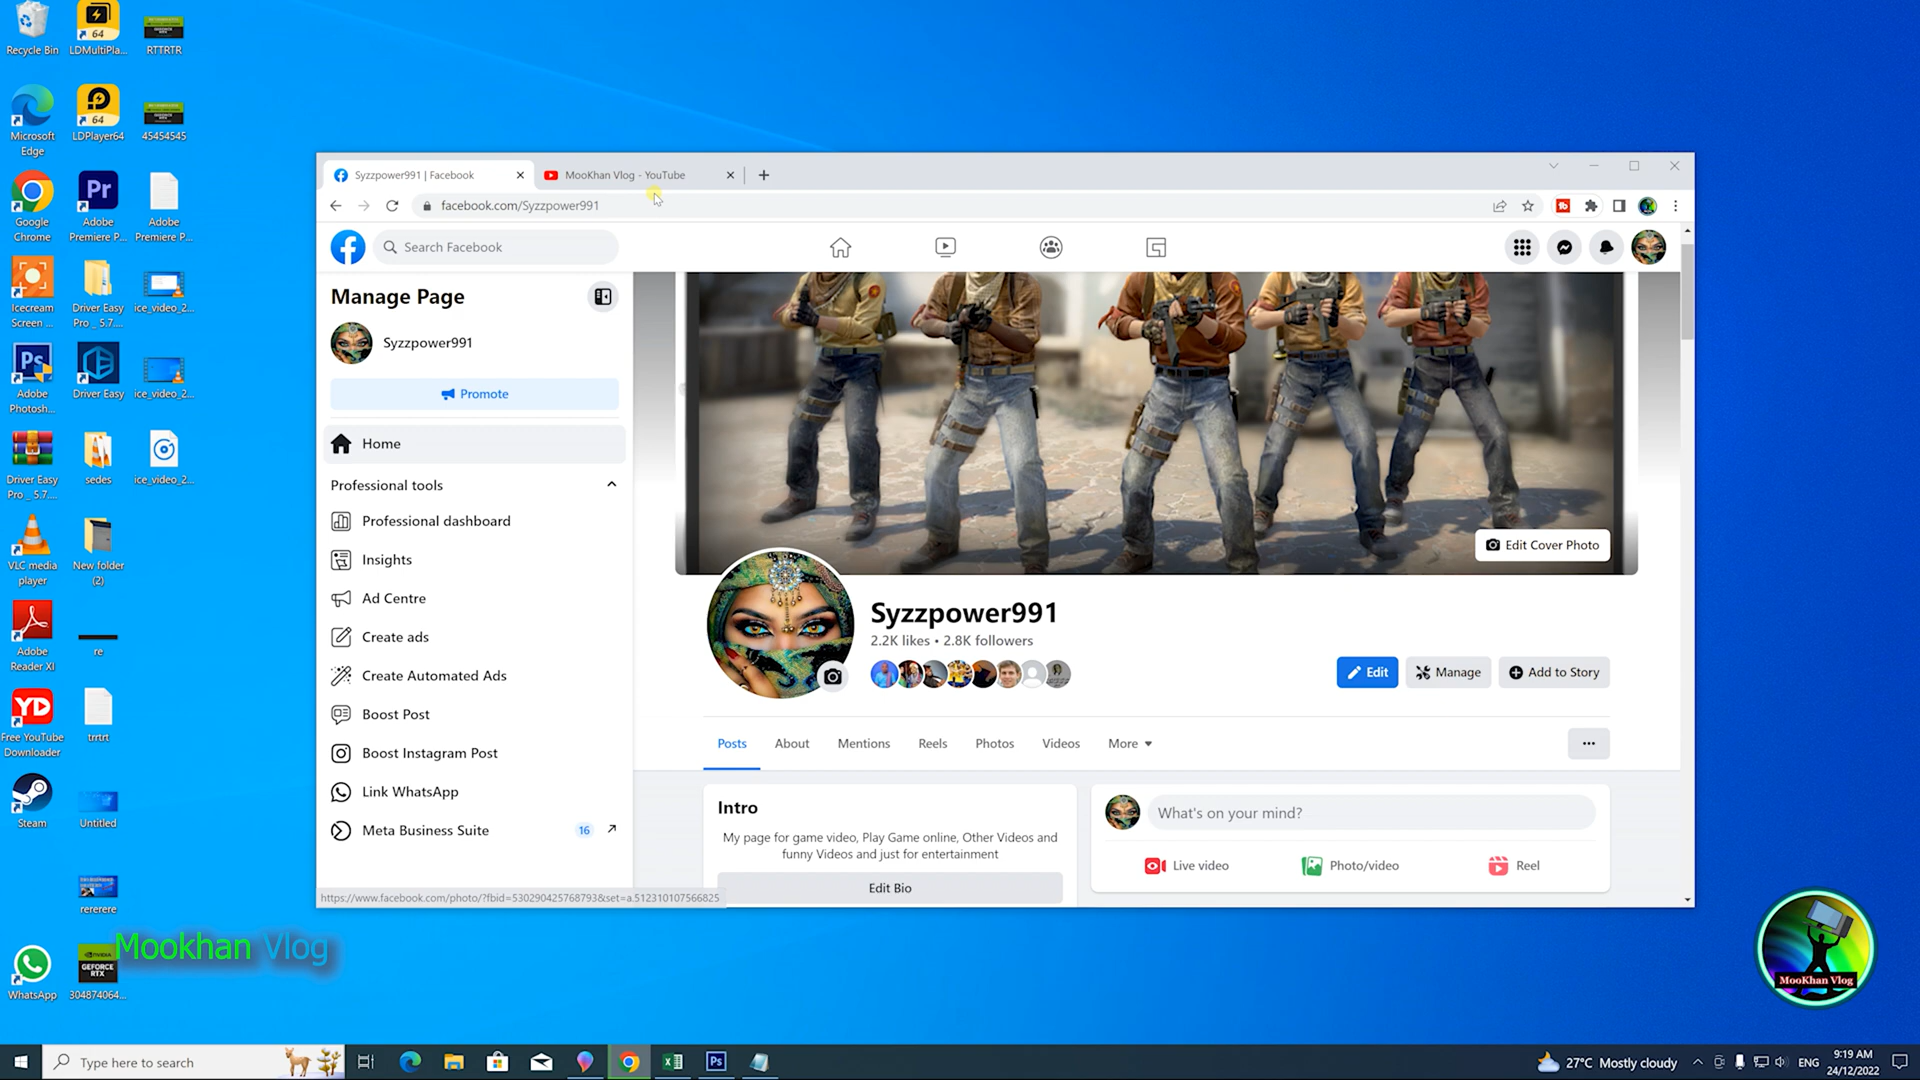 Recycle Bin
LDMultiPla...
RTTRTR
Microsoft
Edge
LDPlayer64
45454545
Google
Chrome
Adobe
Premiere P...
Adobe
Premiere P...
Icecream
Screen ...
Driver Easy
Pro _ 5.7....
ice_video_2...
Adobe
Photosh...
Driver Easy
ice_video_2...
Driver Easy
Pro _ 5.7....
sedes
ice_video_2...
VLC media
player
New folder
(2)
Adobe
Reader XI
re
Free YouTube
Downloader
trrtrt
Steam
Untitled
rererere
WhatsApp
304874064...
Mookhan Vlog
Syzzpower991 | Facebook
MooKhan Vlog - YouTube
facebook.com/Syzzpower991
Search Facebook
Manage Page
Syzzpower991
Promote
Home
Professional tools
Professional dashboard
Insights
Ad Centre
Create ads
Create Automated Ads
Boost Post
Boost Instagram Post
Link WhatsApp
Meta Business Suite 16
https://www.facebook.com/photo/?fbid=530290425768793&set=a.512310107566825
Edit Cover Photo
Syzzpower991
2.2K likes • 2.8K followers
Edit
Manage
Add to Story
Posts About Mentions Reels Photos Videos More
Intro
My page for game video, Play Game online, Other Videos and
funny Videos and just for entertainment
Edit Bio
What's on your mind?
Live video Photo/video Reel
MooKhan Vlog
Type here to search
27°C Mostly cloudy
ENG
9:19 AM
24/12/2022